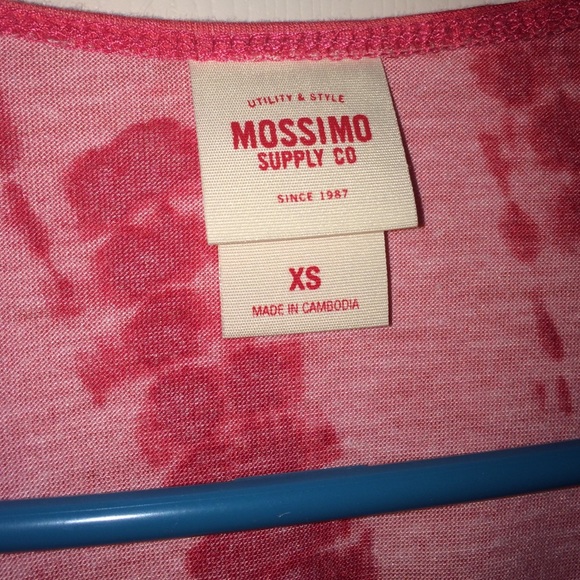 UTILITY & STYLE
MOSSIMO
SUPPLY CO
SINCE 1987
XS
MADE IN CAMBODIA